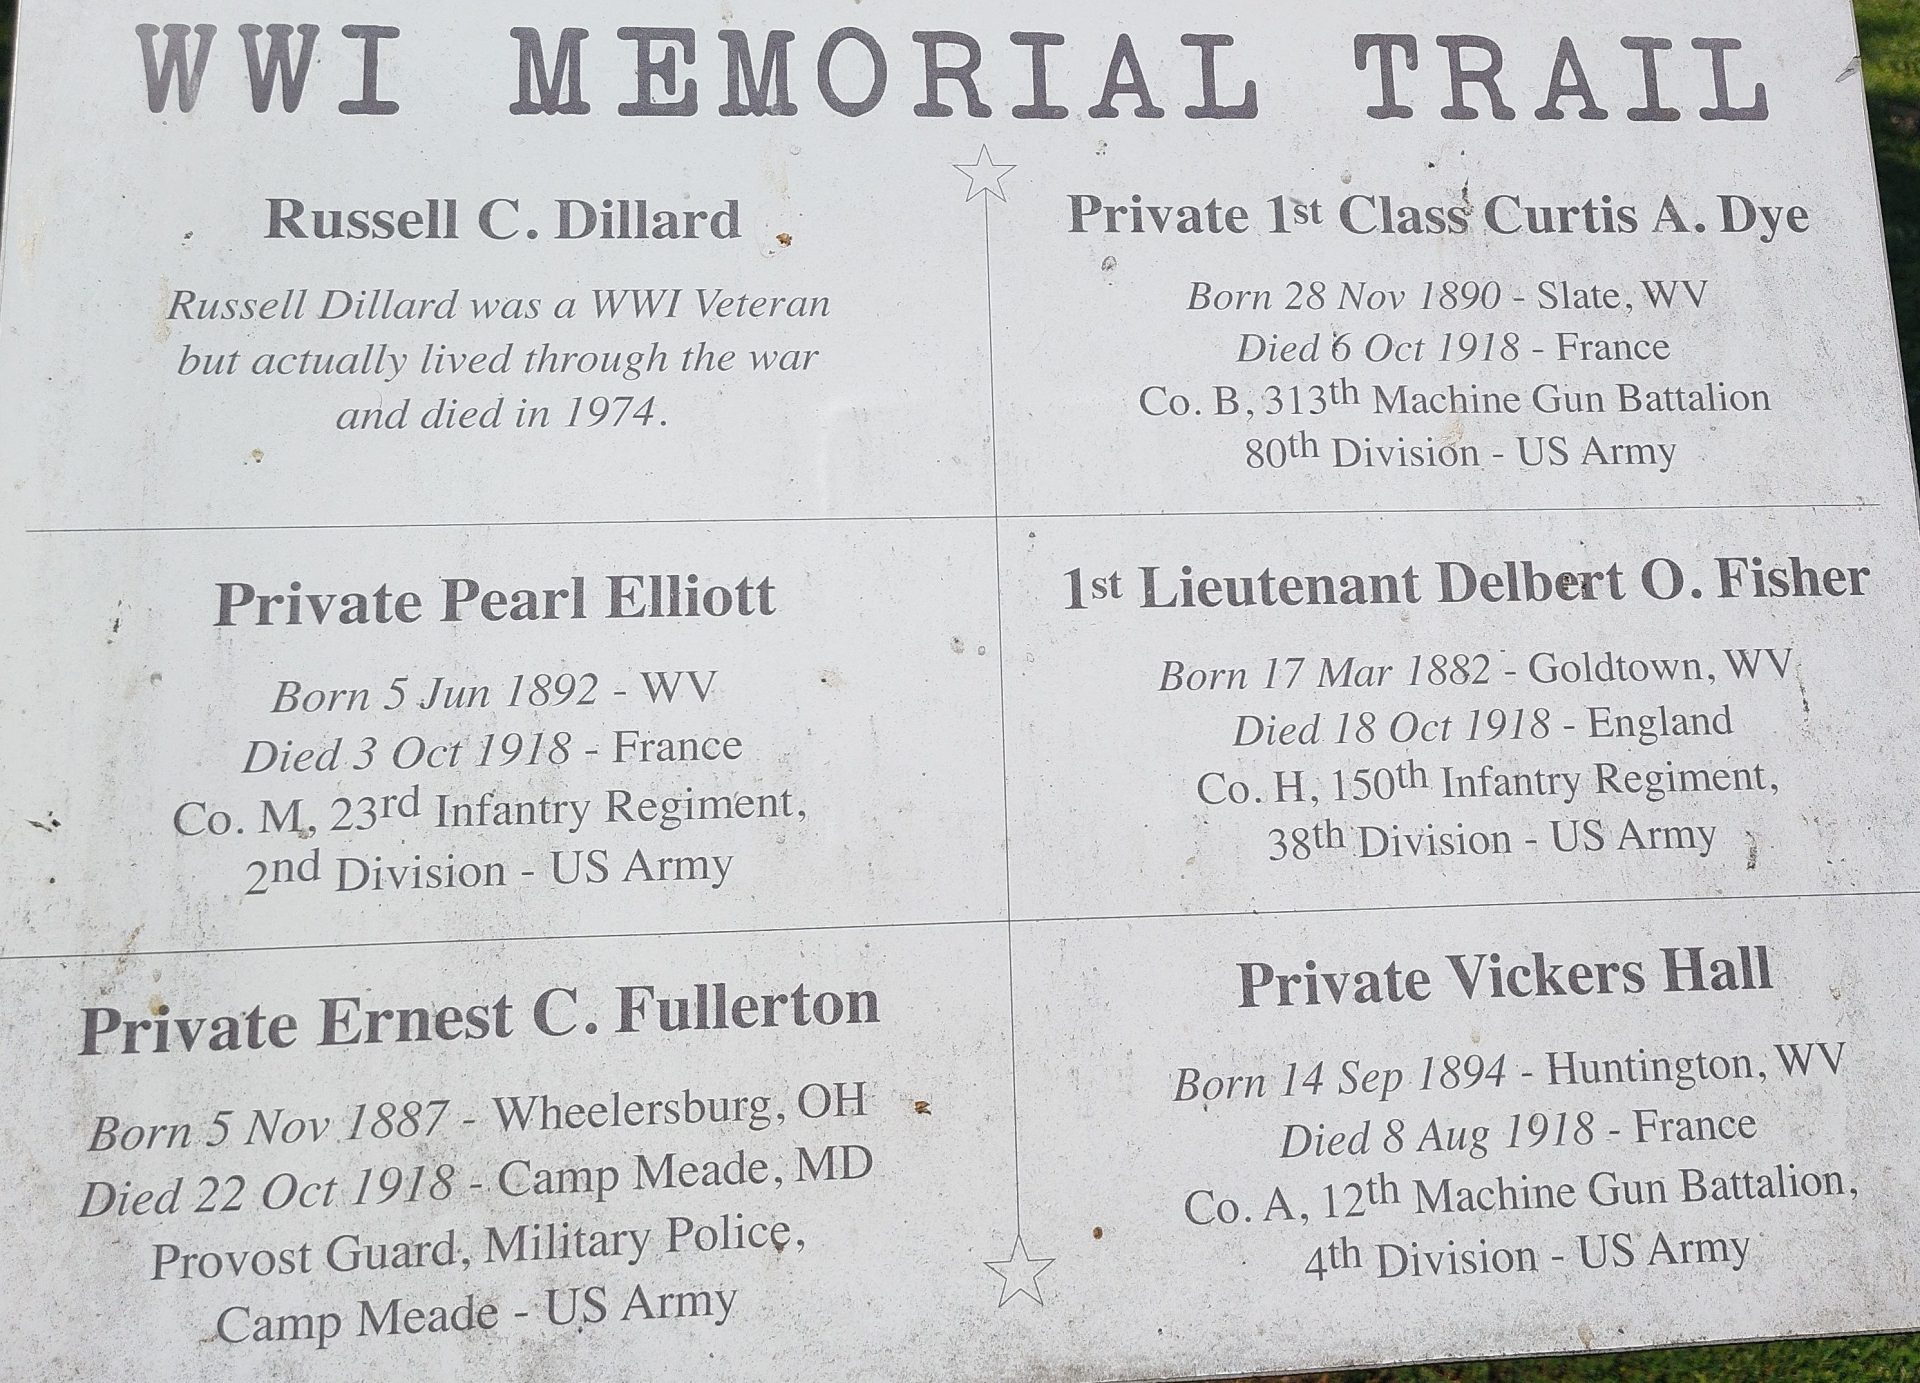 WWI MEMORIAL TRAIL
Russell C. Dillard
Russell Dillard was a WWI Veteran
but actually lived through the war
and died in 1974.
Private 1st Class Curtis A. Dye
Born 28 Nov 1890 - Slate, WV
Died 6 Oct 1918 - France
Co. B, 313th Machine Gun Battalion
80th Division - US Army
Private Pearl Elliott
Born 5 Jun 1892 - WV
Died 3 Oct 1918 - France
Co. M, 23rd Infantry Regiment,
2nd Division - US Army
1st Lieutenant Delbert O. Fisher
Born 17 Mar 1882 - Goldtown, WV
Died 18 Oct 1918 - England
Co. H, 150th Infantry Regiment,
38th Division - US Army
Private Ernest C. Fullerton
Born 5 Nov 1887 - Wheelersburg, OH
Died 22 Oct 1918 - Camp Meade, MD
Provost Guard, Military Police,
Camp Meade - US Army
Private Vickers Hall
Born 14 Sep 1894 - Huntington, WV
Died 8 Aug 1918 - France
Co. A, 12th Machine Gun Battalion,
4th Division - US Army